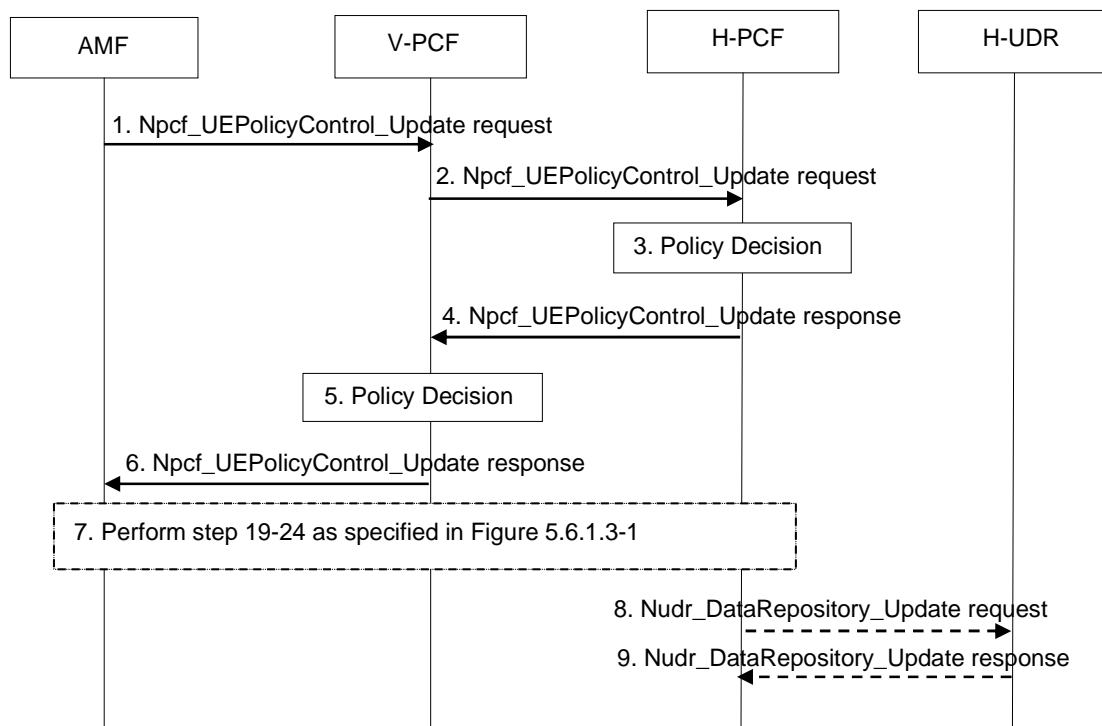 AMF
V-PCF
H-PCF
H-UDR
1. Npcf_UEPolicyControl_Update request
2. Npcf_UEPolicyControl_Update request
3. Policy Decision
4. Npcf_UEPolicyControl_Update response
5. Policy Decision
6. Npcf_UEPolicyControl_Update response
7. Perform step 19-24 as specified in Figure 5.6.1.3-1
8. Nudr_DataRepository_Update request
9. Nudr_DataRepository_Update response